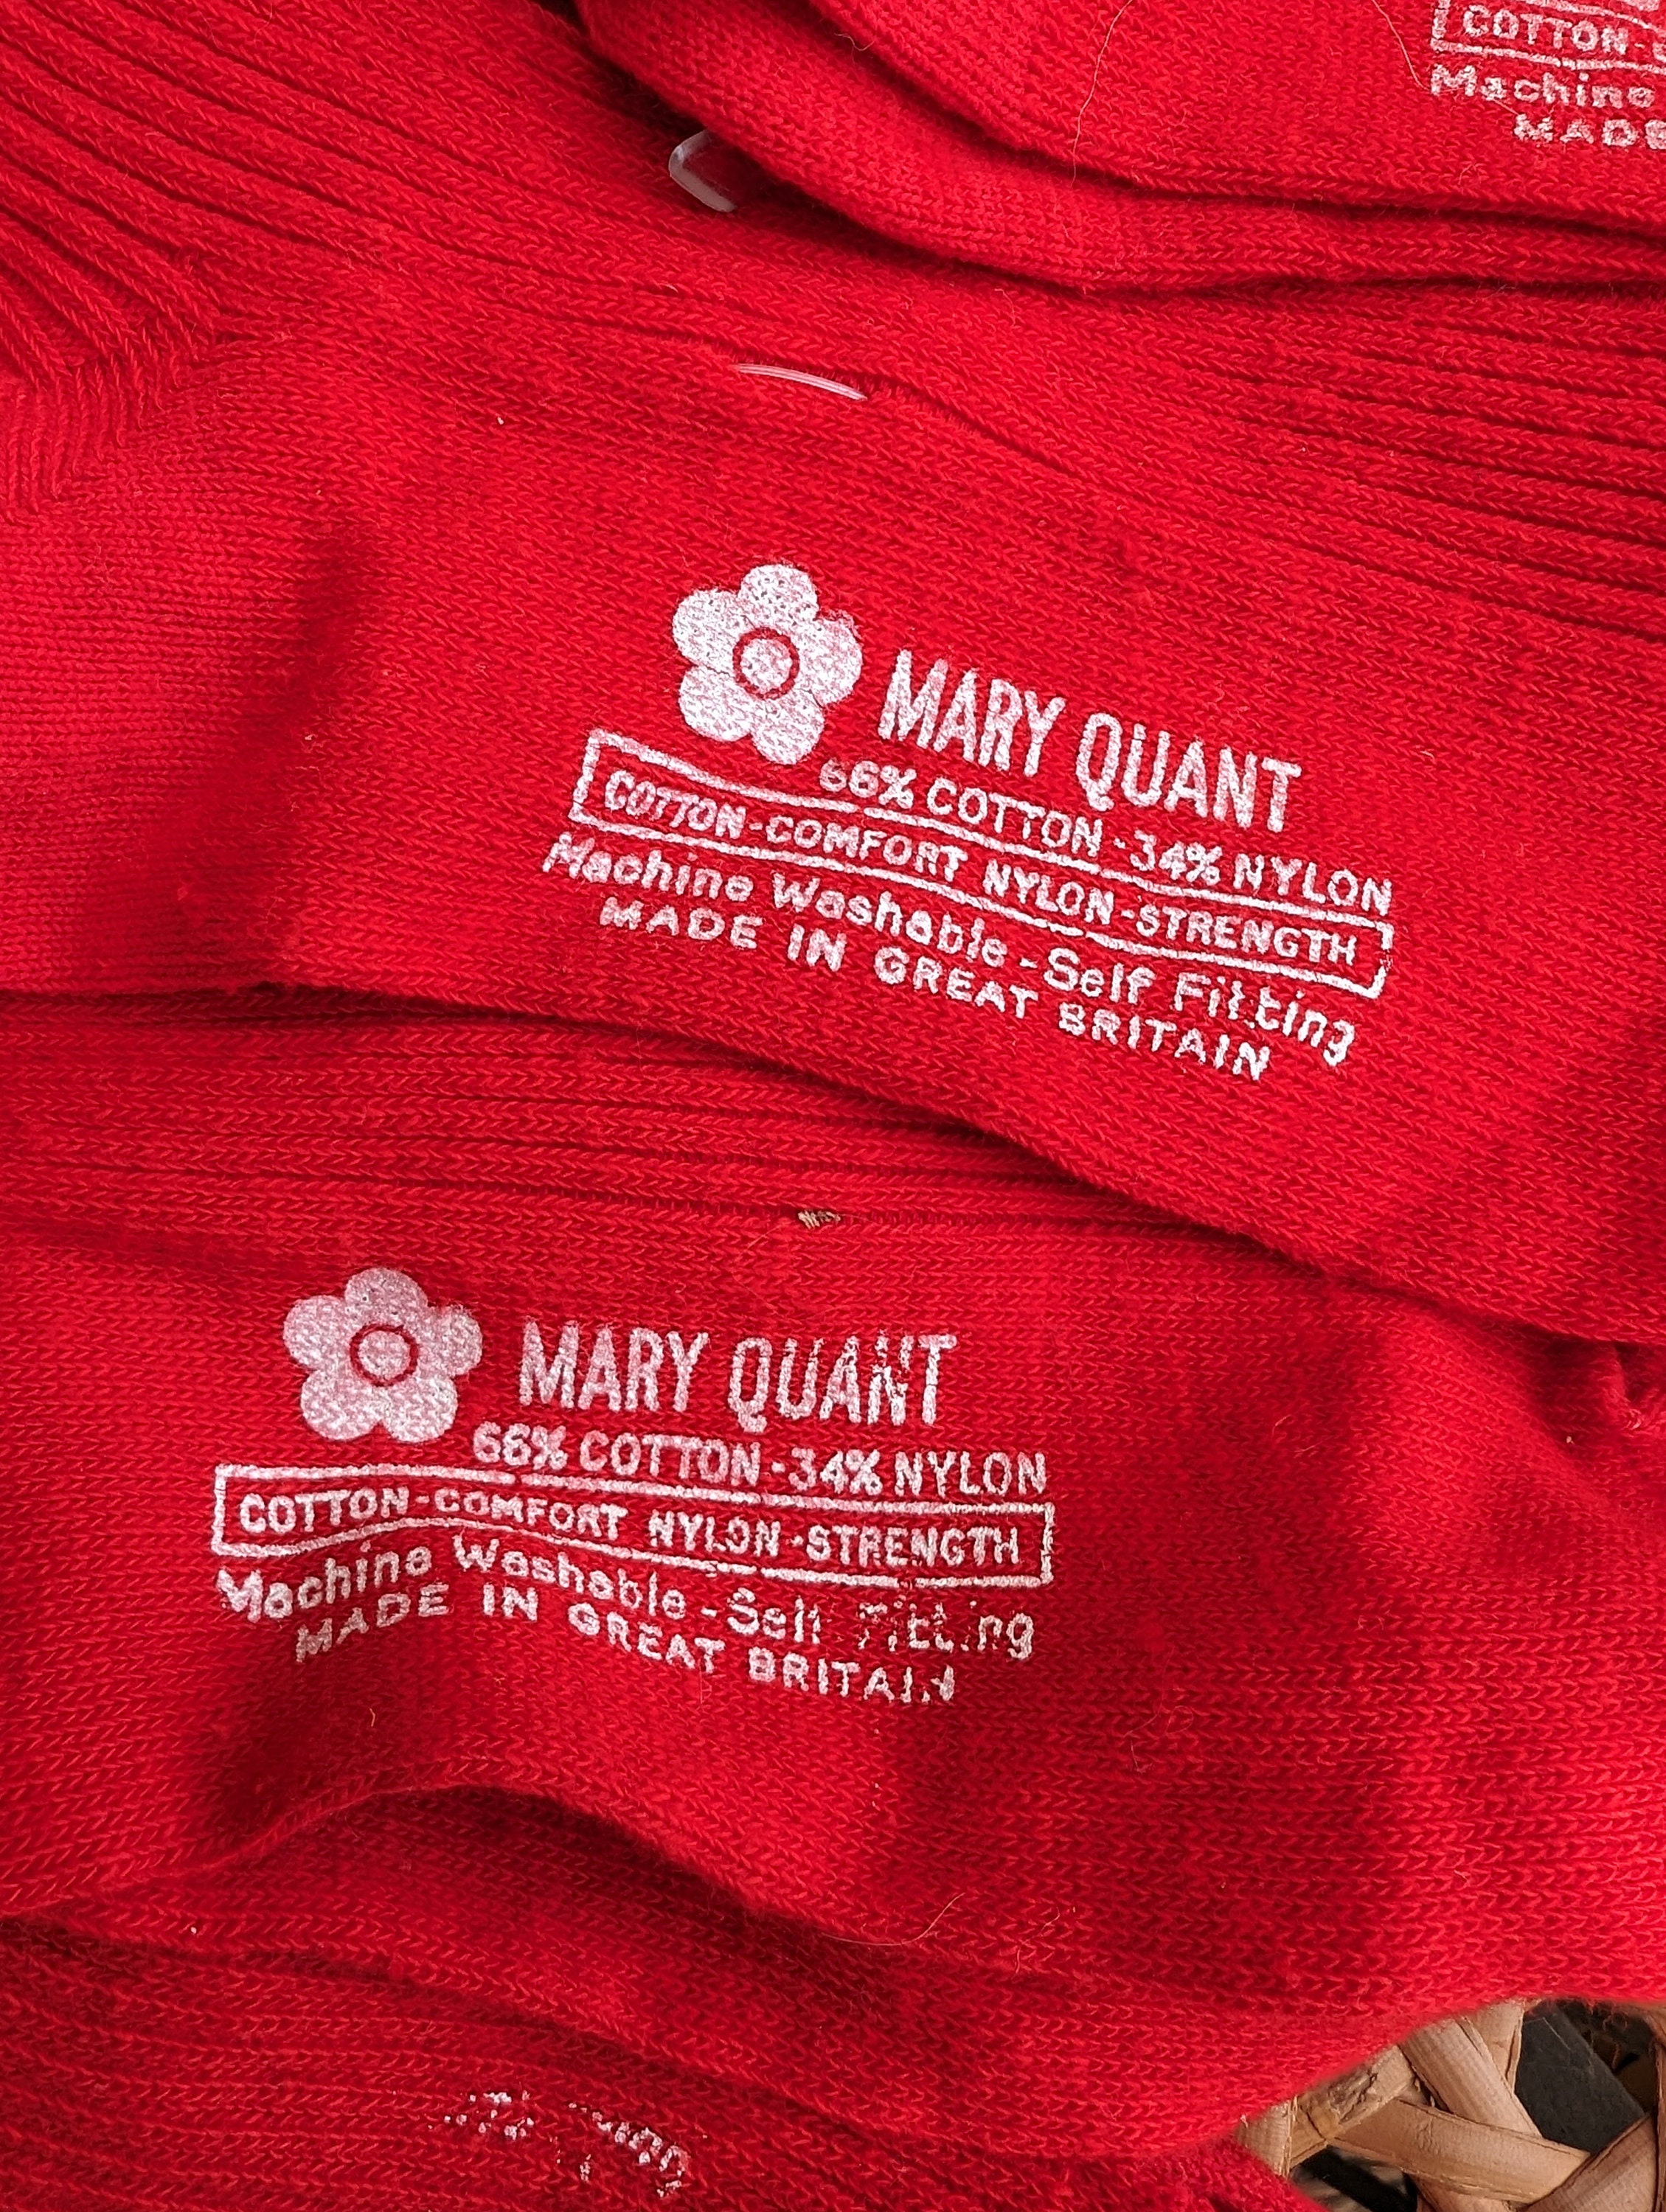 COTTON-
Machine
MADE
MARY QUANT
66% COTTON-34% NYLON
COTTON-COMFORT NYLON-STRENGTH
Machine Washable-Self Fitting
MADE IN GREAT BRITAIN
MARY QUANT
66% COTTON-34% NYLON
COTTON-COMFORT NYLON-STRENGTH
Machine Washable-Self Fitting
MADE IN GREAT BRITAIN